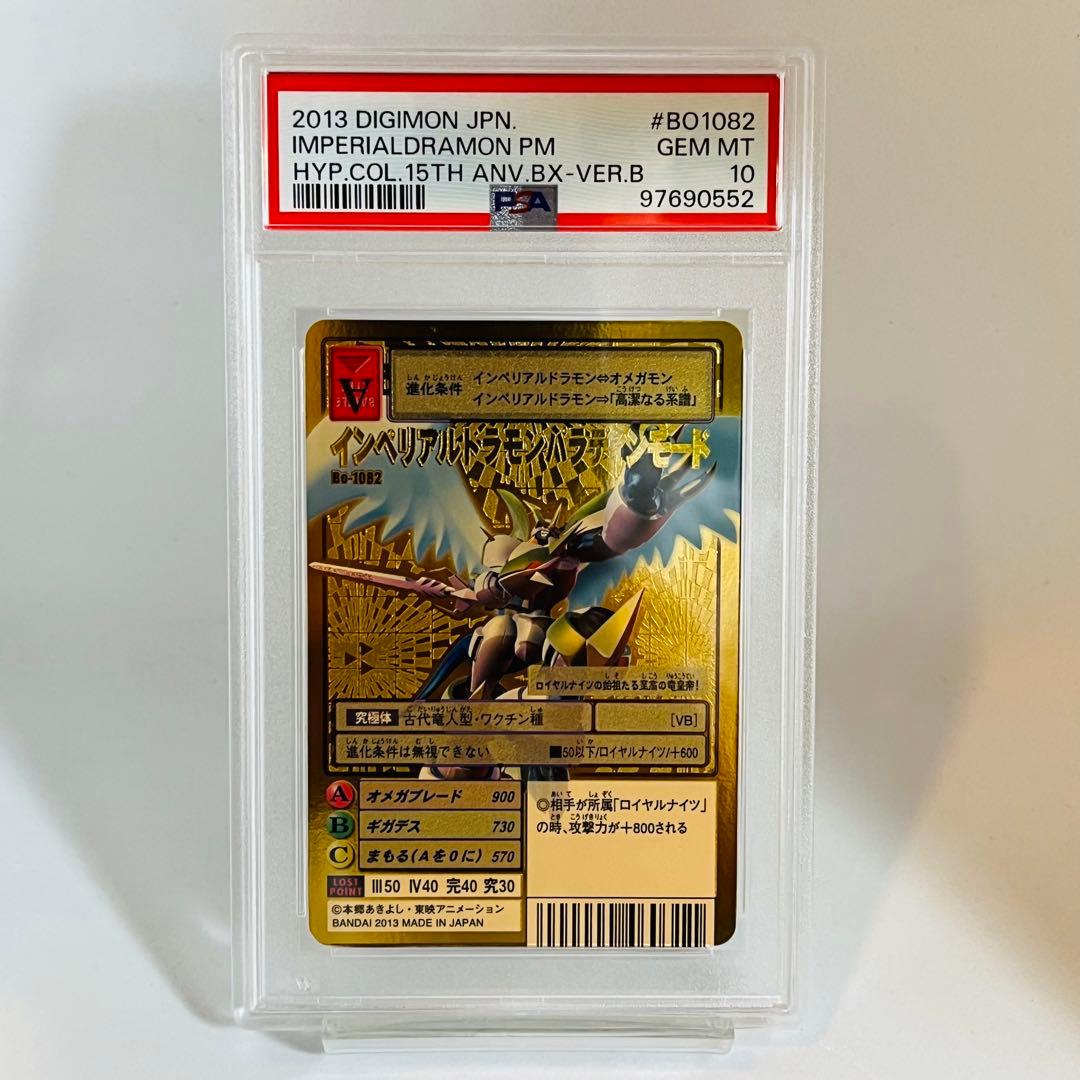 2013 DIGIMON JPN. #BO1082
IMPERIALDRAMON PM GEM MT
HYP.COL.15TH ANV.BX-VER.B 10
PSA 97690552
A
進化条件 インペリアルドラモン⇔オメガモン
インペリアルドラモン⇒「高潔なる系譜」
インペリアルドラモンパラディンモード
Bo-1082
ロイヤルナイツの始祖たる至高の竜皇帝!
究極体 古代竜人型・ワクチン種 [VB]
進化条件は無視できない ■50以下/ロイヤルナイツ/+600
A オメガブレード 900
B ギガデス 730
C まもる(Aを0に) 570
◎相手が所属「ロイヤルナイツ」
の時、攻撃力が+800される
LOST POINT Ⅲ50 Ⅳ40 完40 究30
©本郷あきよし・東映アニメーション
BANDAI 2013 MADE IN JAPAN